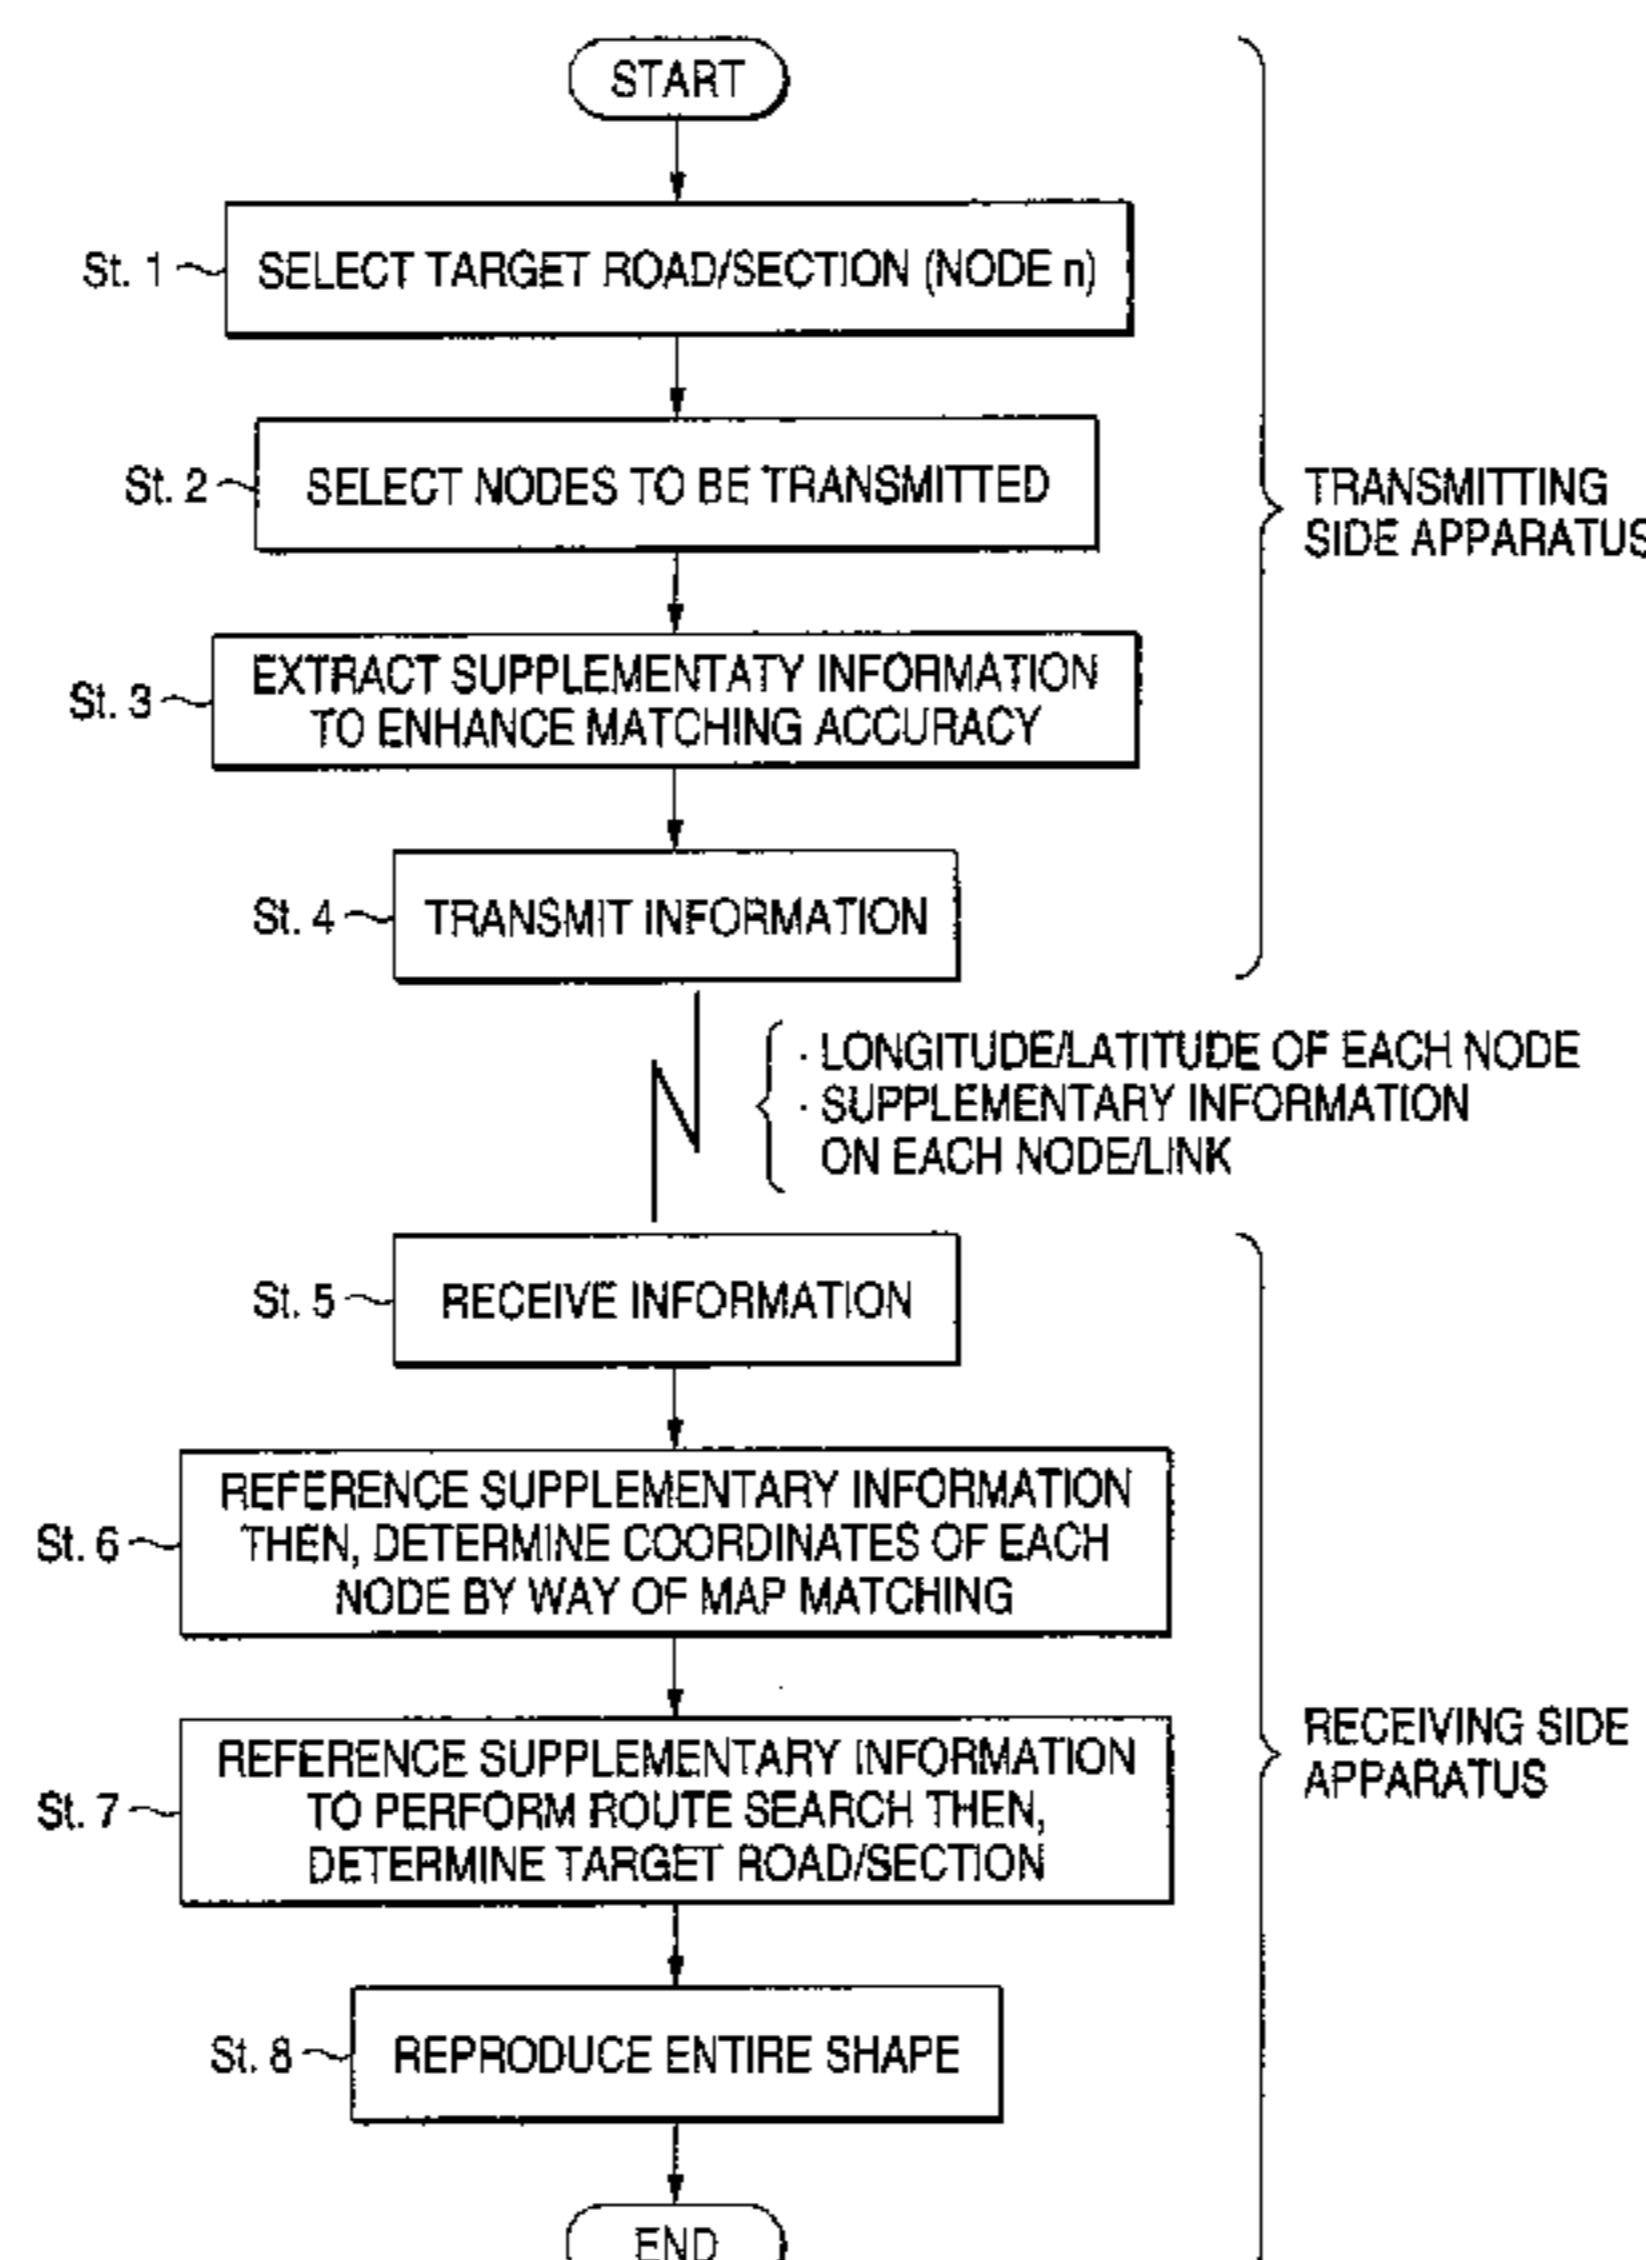 START
St. 1
SELECT TARGET ROAD/SECTION (NODE n)
St. 2
SELECT NODES TO BE TRANSMITTED
TRANSMITTING
SIDE APPARATUS
St. 3
EXTRACT SUPPLEMENTATY INFORMATION
TO ENHANCE MATCHING ACCURACY
St. 4
TRANSMIT INFORMATION
· LONGITUDE/LATITUDE OF EACH NODE
· SUPPLEMENTARY INFORMATION
ON EACH NODE/LINK
St. 5
RECEIVE INFORMATION
St. 6
REFERENCE SUPPLEMENTARY INFORMATION
THEN, DETERMINE COORDINATES OF EACH
NODE BY WAY OF MAP MATCHING
St. 7
REFERENCE SUPPLEMENTARY INFORMATION
TO PERFORM ROUTE SEARCH THEN,
DETERMINE TARGET ROAD/SECTION
RECEIVING SIDE
APPARATUS
St. 8
REPRODUCE ENTIRE SHAPE
END